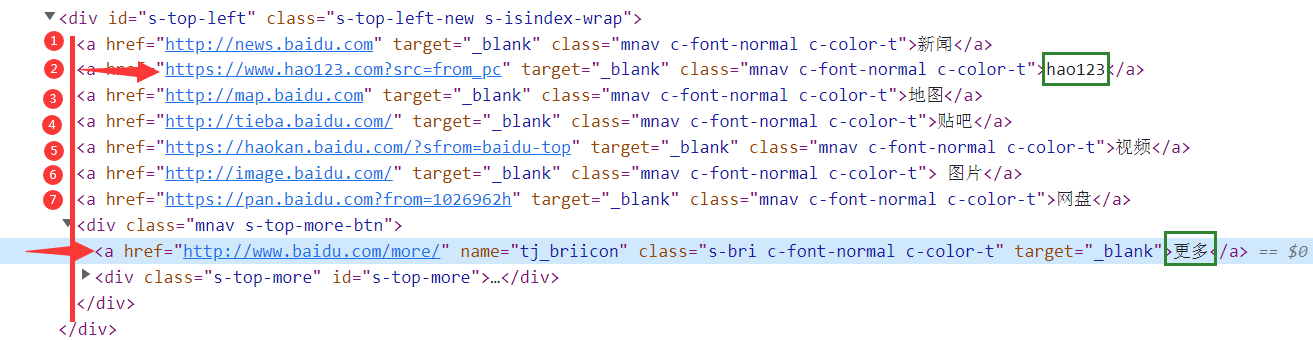 ▼<div id="s-top-left" class="s-top-left-new s-isindex-wrap">
1 <a href="http://news.baidu.com" target="_blank" class="mnav c-font-normal c-color-t">新闻</a>
2 <a href="https://www.hao123.com?src=from_pc" target="_blank" class="mnav c-font-normal c-color-t">hao123</a>
3 <a href="http://map.baidu.com" target="_blank" class="mnav c-font-normal c-color-t">地图</a>
4 <a href="http://tieba.baidu.com/" target="_blank" class="mnav c-font-normal c-color-t">贴吧</a>
5 <a href="https://haokan.baidu.com/?sfrom=baidu-top" target="_blank" class="mnav c-font-normal c-color-t">视频</a>
6 <a href="http://image.baidu.com/" target="_blank" class="mnav c-font-normal c-color-t"> 图片</a>
7 <a href="https://pan.baidu.com?from=1026962h" target="_blank" class="mnav c-font-normal c-color-t">网盘</a>
▼<div class="mnav s-top-more-btn">
<a href="http://www.baidu.com/more/" name="tj_briicon" class="s-bri c-font-normal c-color-t" target="_blank">更多</a> == $0
▶<div class="s-top-more" id="s-top-more">…</div>
</div>
</div>